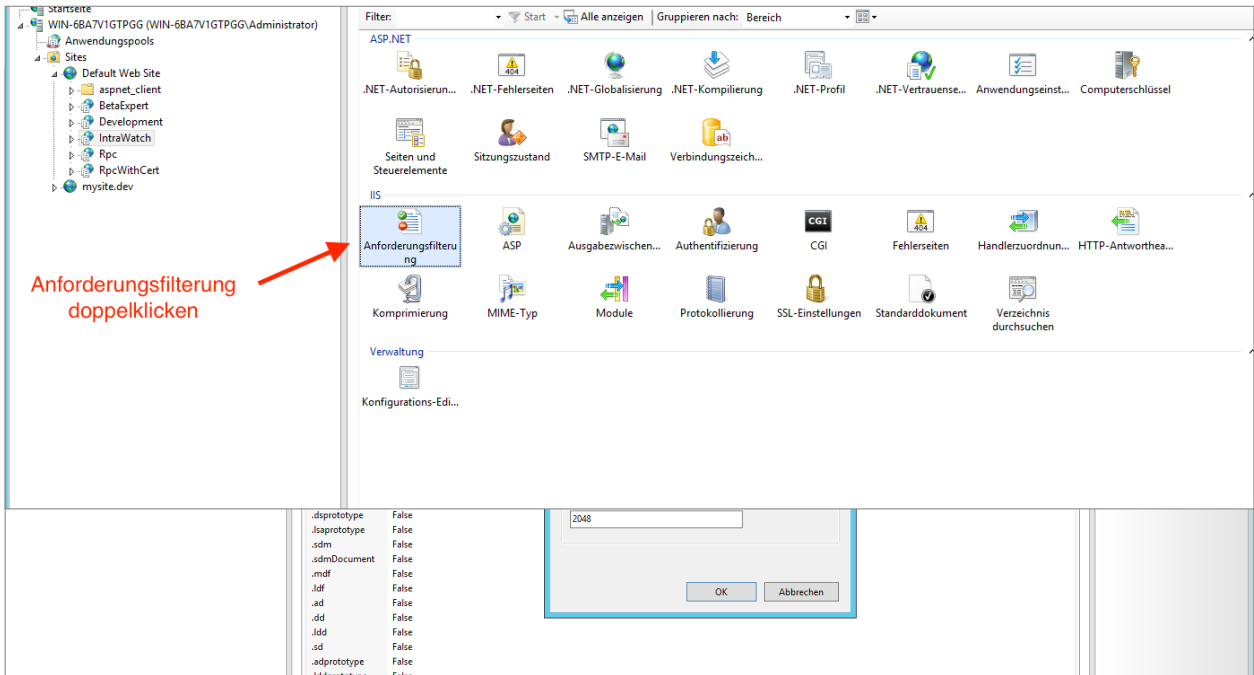 Startseite
WIN-6BA7V1GTPGG (WIN-6BA7V1GTPGG\Administrator)
Anwendungspools
Sites
Default Web Site
aspnet_client
BetaExpert
Development
IntraWatch
Rpc
RpcWithCert
mysite.dev
Anforderungsfilterung
doppelklicken
Filter: Start Alle anzeigen Gruppieren nach: Bereich
ASP.NET
.NET-Autorisierun... .NET-Fehlerseiten .NET-Globalisierung .NET-Kompilierung .NET-Profil .NET-Vertrauense... Anwendungseinst... Computerschlüssel
Seiten und Steuerelemente Sitzungszustand SMTP-E-Mail Verbindungszeich...
IIS
Anforderungsfilteru
ng
ASP Ausgabezwischen... Authentifizierung CGI Fehlerseiten Handlerzuordnun... HTTP-Antworthea...
Komprimierung MIME-Typ Module Protokollierung SSL-Einstellungen Standarddokument Verzeichnis durchsuchen
Verwaltung
Konfigurations-Edi...
.dsprototype False
.lsaprototype False
.sdm False
.sdmDocument False
.mdf False
.ldf False
.ad False
.dd False
.ldd False
.sd False
.adprototype False
2048
OK Abbrechen